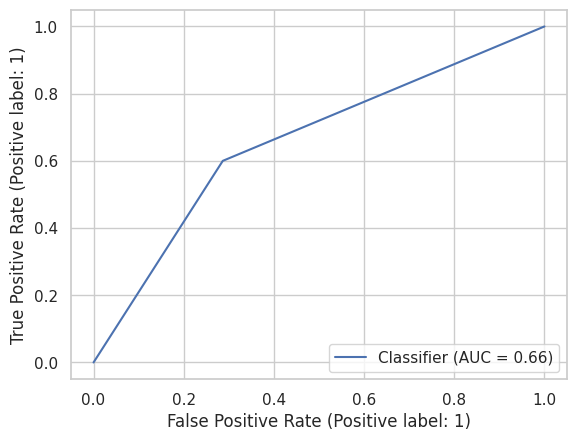 1.0
0.8
0.6
0.4
0.2
0.0
True Positive Rate (Positive label: 1)
Classifier (AUC = 0.66)
0.0 0.2 0.4 0.6 0.8 1.0
False Positive Rate (Positive label: 1)